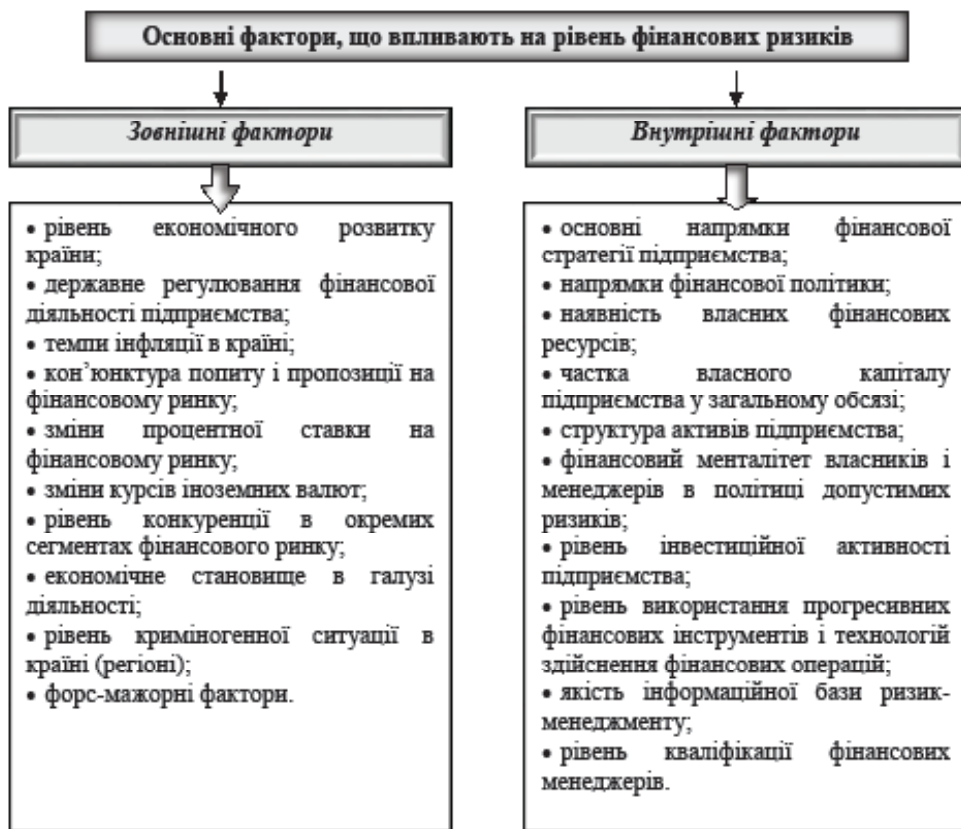 Основні фактори, що впливають на рівень фінансових ризиків
Зовнішні фактори
• рівень економічного розвитку
країни;
• державне регулювання фінансової
діяльності підприємства;
• темпи інфляції в країні;
• кон’юнктура попиту і пропозиції на
фінансовому ринку;
• зміни процентної ставки на
фінансовому ринку;
• зміни курсів іноземних валют;
• рівень конкуренції в окремих
сегментах фінансового ринку;
• економічне становище в галузі
діяльності;
• рівень криміногенної ситуації в
країні (регіоні);
• форс-мажорні фактори.
Внутрішні фактори
• основні напрямки фінансової
стратегії підприємства;
• напрямки фінансової політики;
• наявність власних фінансових
ресурсів;
• частка власного капіталу
підприємства у загальному обсязі;
• структура активів підприємства;
• фінансовий менталітет власників і
менеджерів в політиці допустимих
ризиків;
• рівень інвестиційної активності
підприємства;
• рівень використання прогресивних
фінансових інструментів і технологій
здійснення фінансових операцій;
• якість інформаційної бази ризик-
менеджменту;
• рівень кваліфікації фінансових
менеджерів.